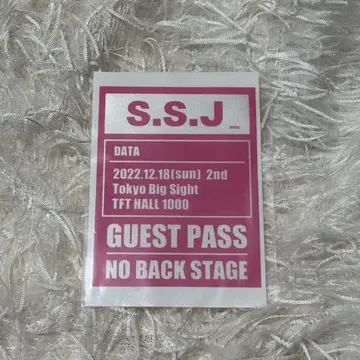 S.S.J
DATA
2022.12.18(sun) 2nd
Tokyo Big Sight
TFT HALL 1000
GUEST PASS
NO BACK STAGE